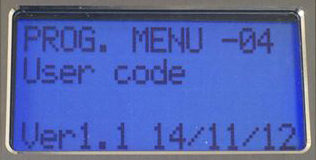 PROG. MENU -04
User code
Ver1.1 14/11/12